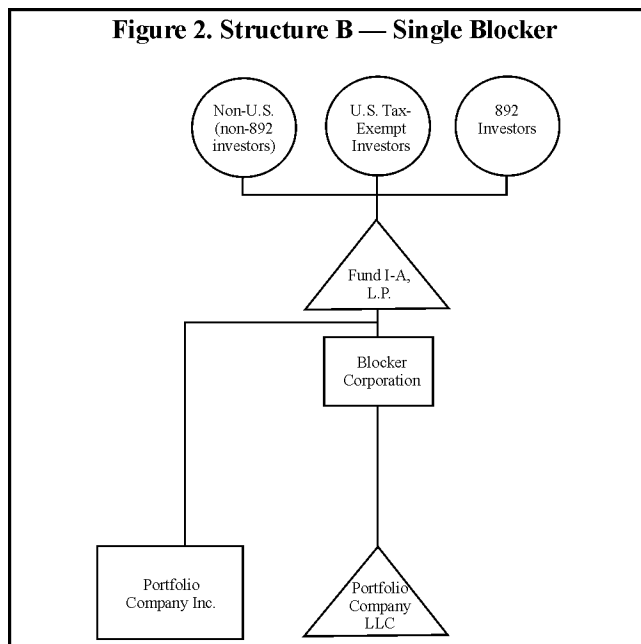 Figure 2. Structure B — Single Blocker
Non-U.S.
(non-892
investors)
U.S. Tax-
Exempt
Investors
892
Investors
Fund I-A,
L.P.
Blocker
Corporation
Portfolio
Company Inc.
Portfolio
Company
LLC